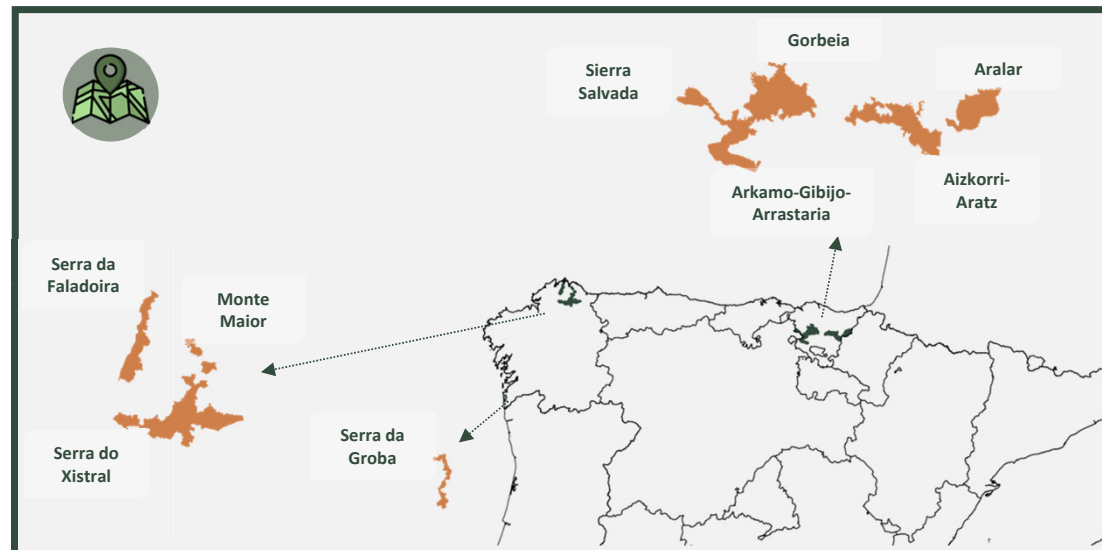 Gorbeia
Sierra
Salvada
Aralar
Arkamo-Gibijo-
Arrastaria
Aizkorri-
Aratz
Serra da
Faladoira
Monte
Maior
Serra do
Xistral
Serra da
Groba